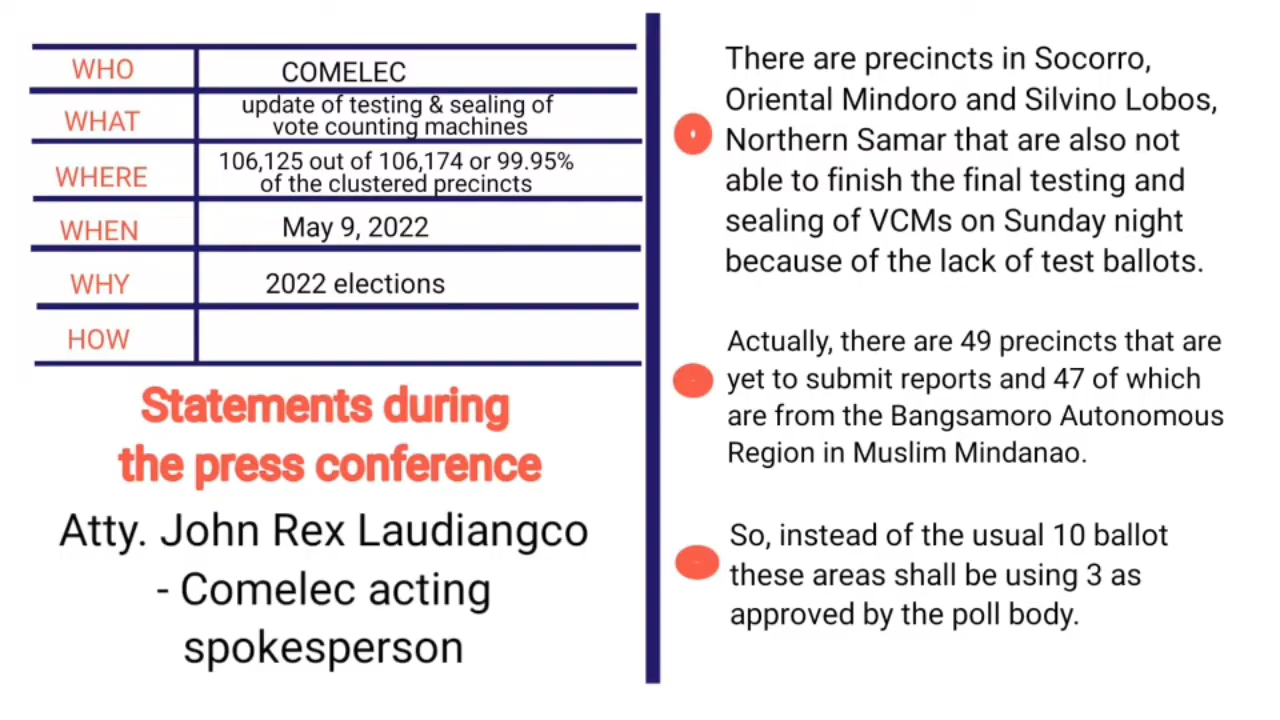 WHO COMELEC
WHAT update of testing & sealing of
vote counting machines
WHERE 106,125 out of 106,174 or 99.95%
of the clustered precincts
WHEN May 9, 2022
WHY 2022 elections
HOW
Statements during
the press conference
Atty. John Rex Laudiangco
- Comelec acting
spokesperson
There are precincts in Socorro,
Oriental Mindoro and Silvino Lobos,
Northern Samar that are also not
able to finish the final testing and
sealing of VCMs on Sunday night
because of the lack of test ballots.
Actually, there are 49 precincts that are
yet to submit reports and 47 of which
are from the Bangsamoro Autonomous
Region in Muslim Mindanao.
So, instead of the usual 10 ballot
these areas shall be using 3 as
approved by the poll body.